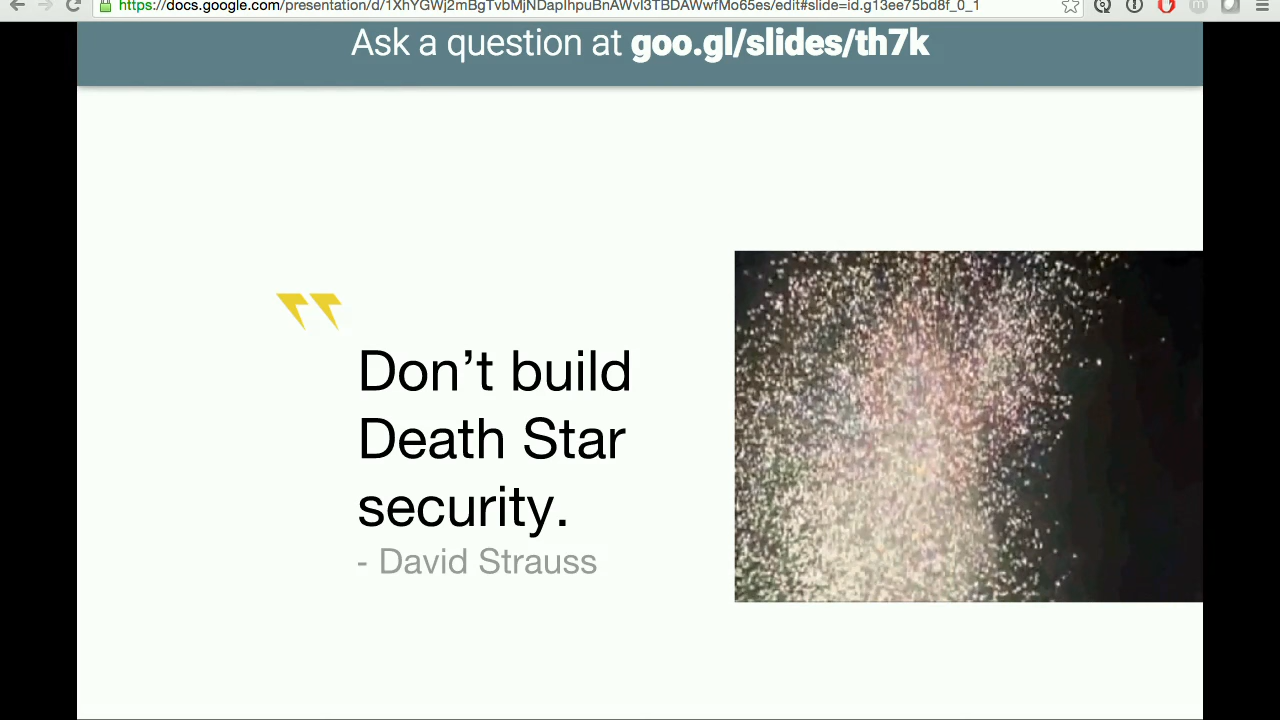 https://docs.google.com/presentation/d/1XhYGWj2mBgTvbMjNDapIhpuBnAWvl3TBDAWwfMo65es/edit#slide=id.g13ee75bd8f_0_1
Ask a question at goo.gl/slides/th7k
Don’t build
Death Star
security.
- David Strauss